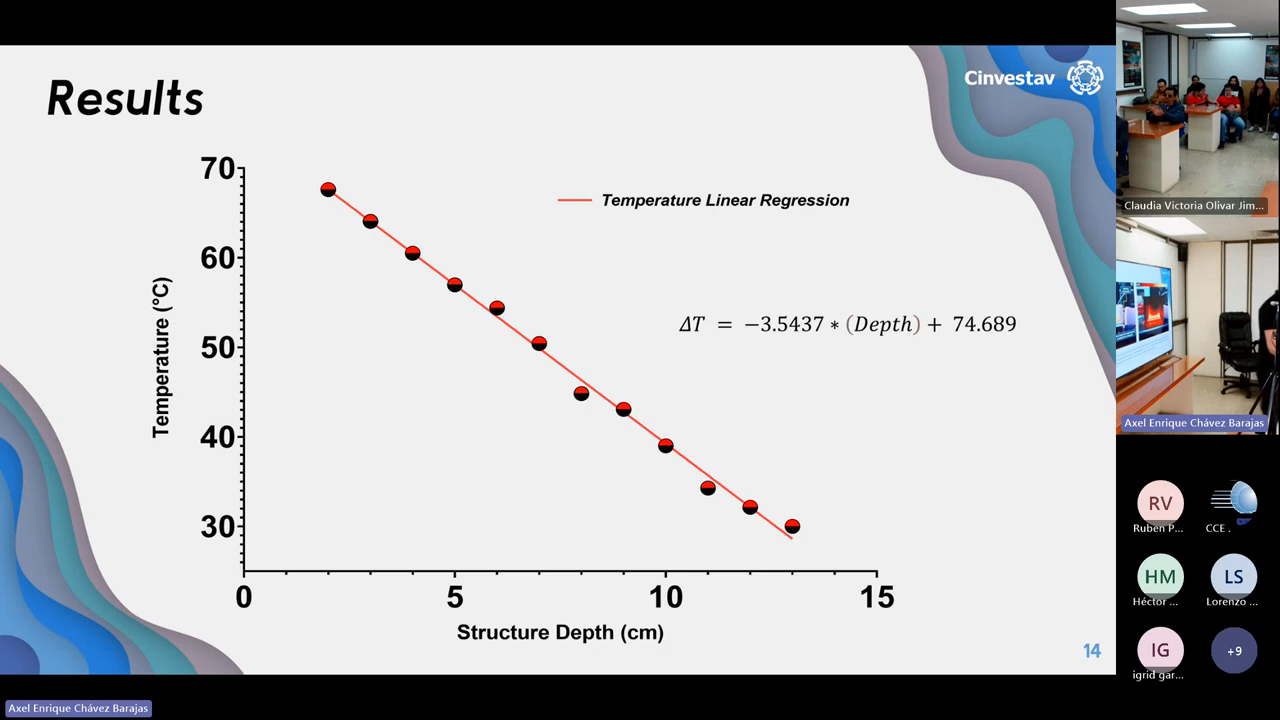 Results
Cinvestav
70
60
50
40
30
Temperature (°C)
Temperature Linear Regression
ΔT = −3.5437 ∗ (Depth) + 74.689
0
5
10
15
Structure Depth (cm)
14
Claudia Victoria Olivar Jim...
Axel Enrique Chávez Barajas
RV
Ruben P...
CCE .
HM
Héctor ...
LS
Lorenzo ...
IG
igrid gar...
+9
Axel Enrique Chávez Barajas